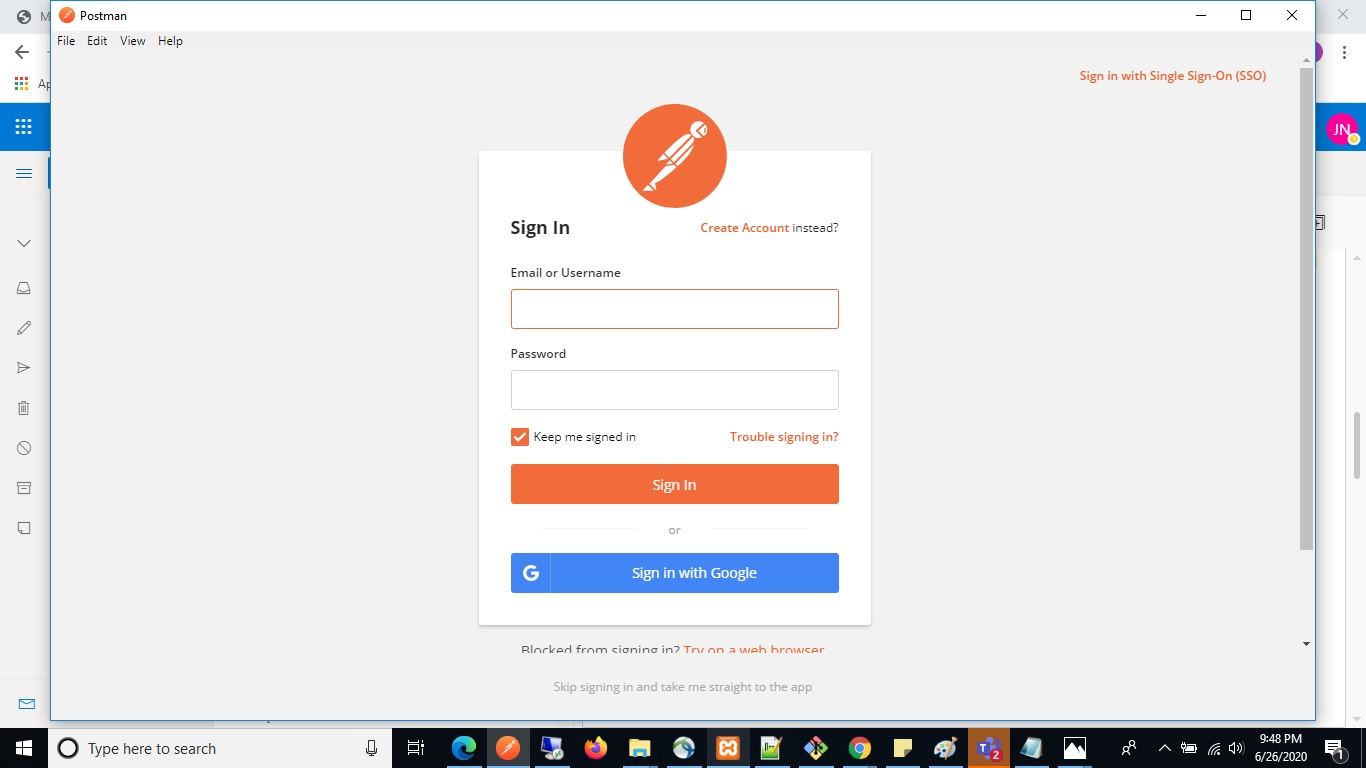 M
Postman
File Edit View Help
Ap
Sign in with Single Sign-On (SSO)
JN
Sign In
Create Account instead?
Email or Username
Password
Keep me signed in
Trouble signing in?
Sign In
or
G Sign in with Google
Blocked from signing in? Try on a web browser
Skip signing in and take me straight to the app
Type here to search
2
9:48 PM
6/26/2020
1